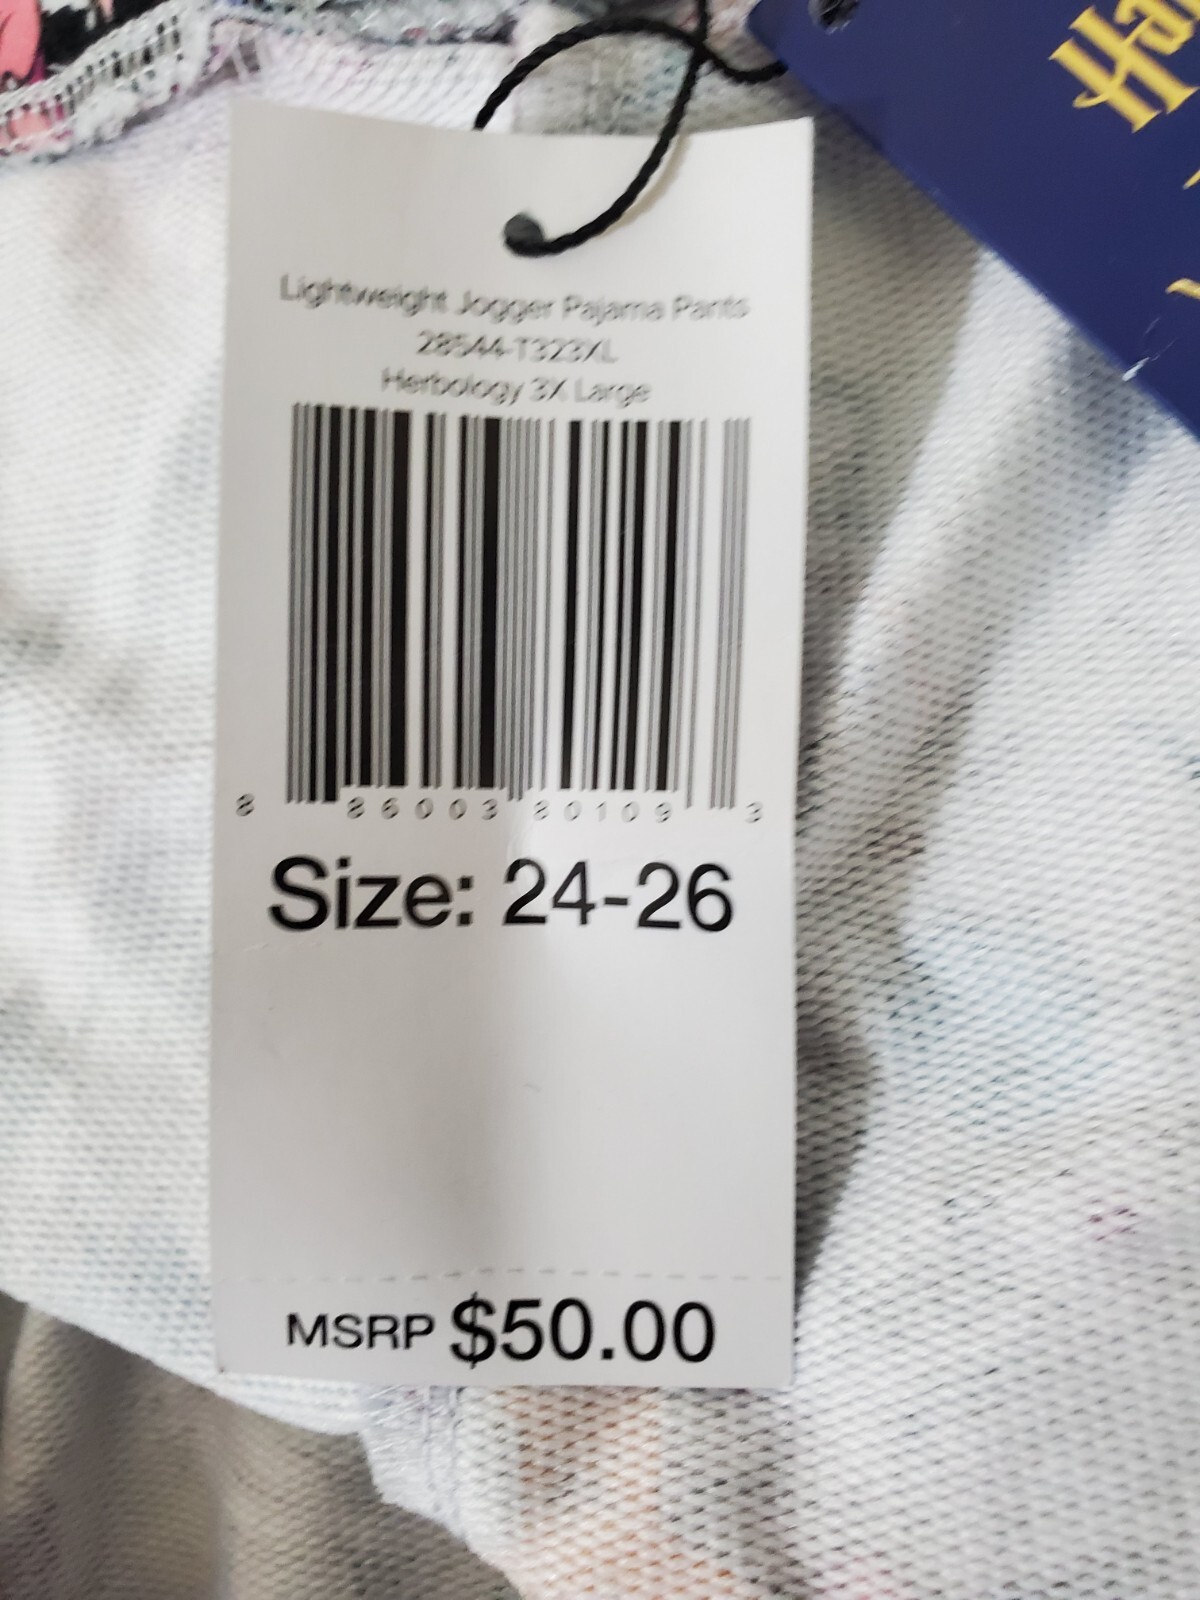 Lightweight Jogger Pajama Pants
28544-T323XL
Herbology 3X Large
8 86003 80109 3
Size: 24-26
MSRP $50.00